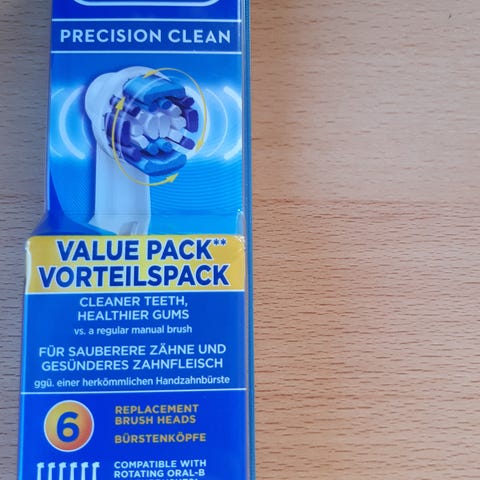 PRECISION CLEAN
VALUE PACK**
VORTEILSPACK
CLEANER TEETH,
HEALTHIER GUMS
vs. a regular manual brush
FÜR SAUBERERE ZÄHNE UND
GESÜNDERES ZAHNFLEISCH
ggü. einer herkömmlichen Handzahnbürste
6
REPLACEMENT
BRUSH HEADS
BÜRSTENKÖPFE
COMPATIBLE WITH
ROTATING ORAL-B